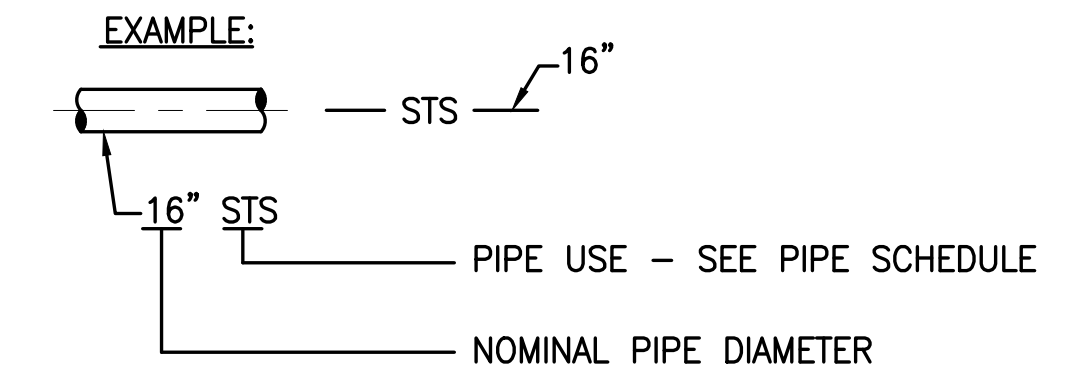 EXAMPLE:
16"
STS
16" STS
PIPE USE - SEE PIPE SCHEDULE
NOMINAL PIPE DIAMETER